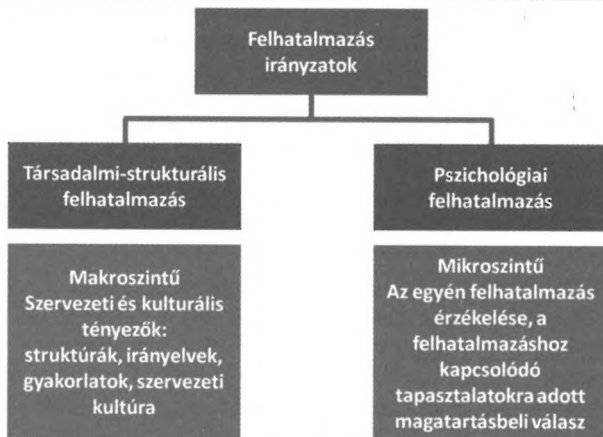 Felhatalmazás
irányzatok
Társadalmi-strukturális
felhatalmazás
Pszichológiai
felhatalmazás
Makroszintű
Szervezeti és kulturális
tényezők:
struktúrák, irányelvek,
gyakorlatok, szervezeti
kultúra
Mikroszintű
Az egyén felhatalmazás
érzékelése, a
felhatalmazáshoz
kapcsolódó
tapasztalatokra adott
magatartásbeli válasz